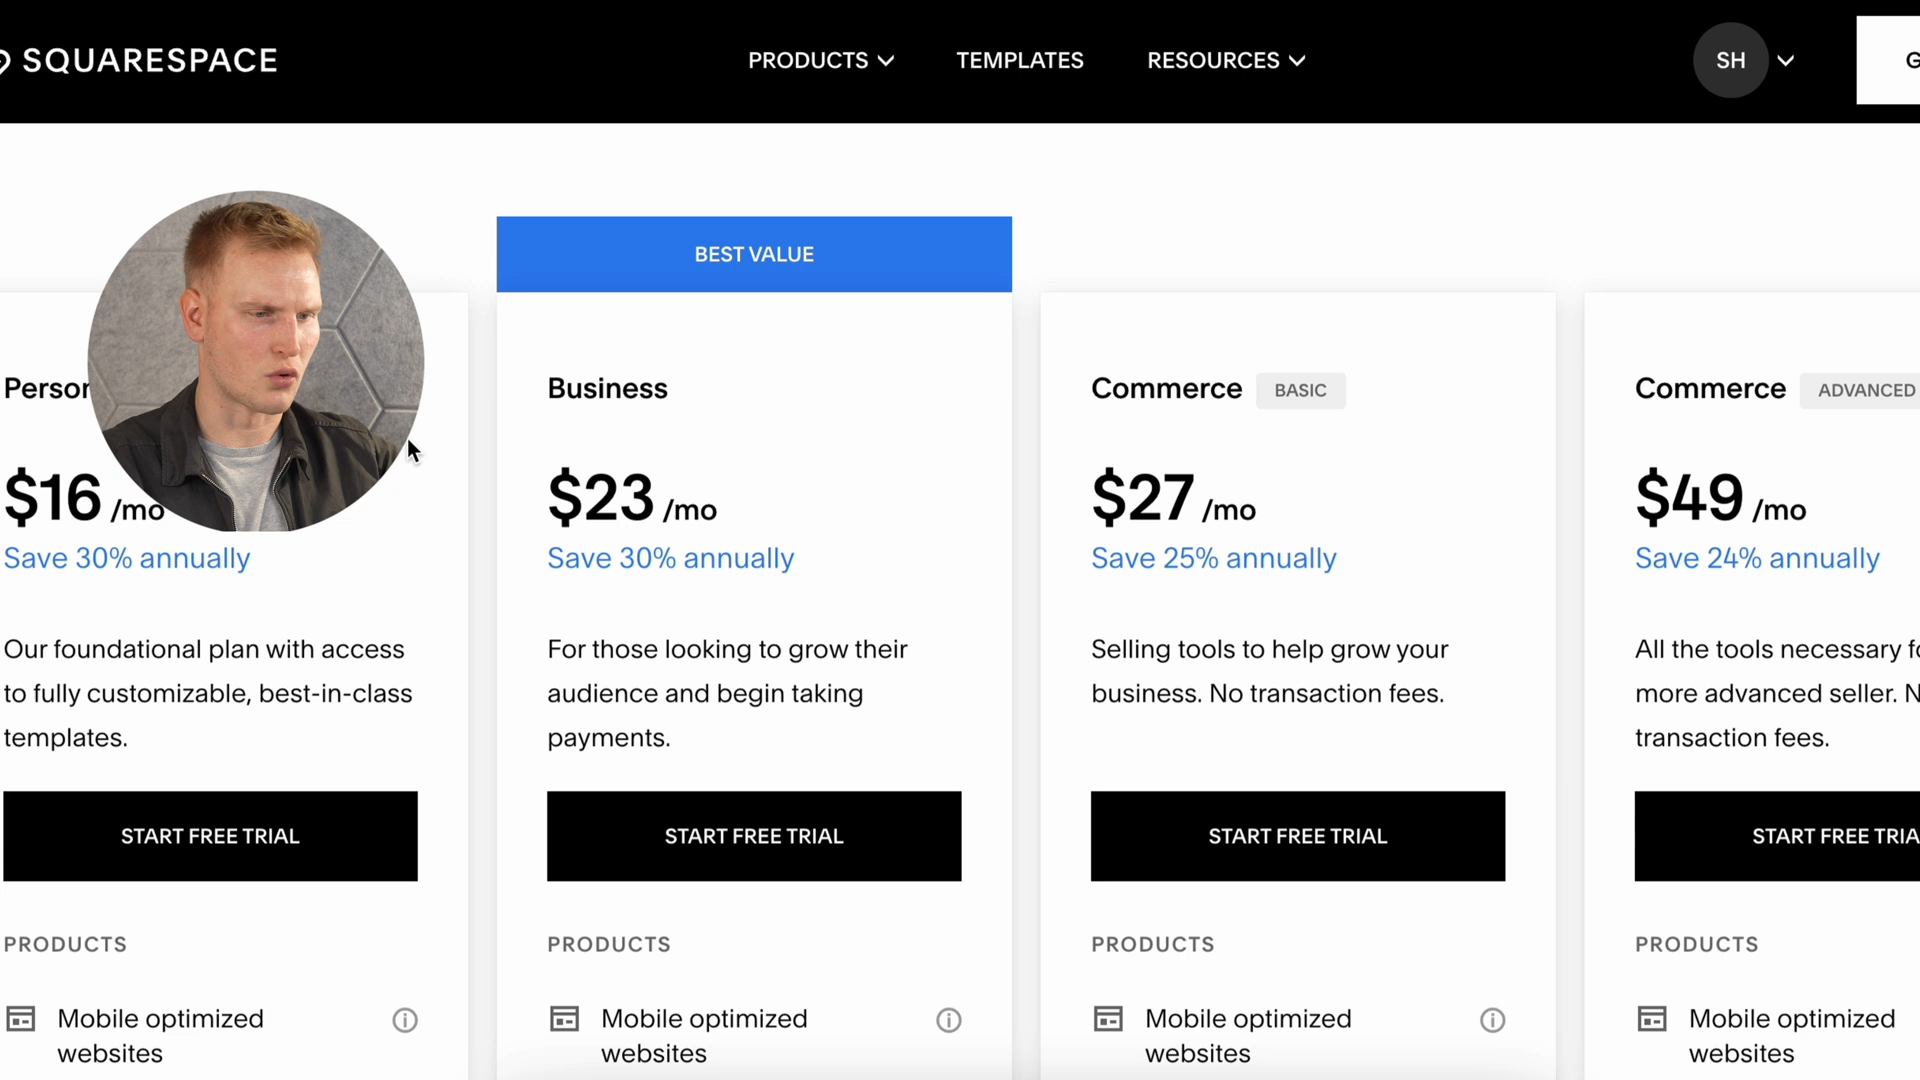 SQUARESPACE
PRODUCTS
TEMPLATES
RESOURCES
SH
BEST VALUE
Business
$16 /mo
Save 30% annually
Our foundational plan with access
to fully customizable, best-in-class
templates.
START FREE TRIAL
PRODUCTS
Mobile optimized
websites
$23 /mo
Save 30% annually
For those looking to grow their
audience and begin taking
payments.
START FREE TRIAL
PRODUCTS
Mobile optimized
websites
Commerce BASIC
$27 /mo
Save 25% annually
Selling tools to help grow your
business. No transaction fees.
START FREE TRIAL
PRODUCTS
Mobile optimized
websites
Commerce ADVANCED
$49 /mo
Save 24% annually
All the tools necessary
more advanced seller.
transaction fees.
START FREE
PRODUCTS
Mobile optimized
websites